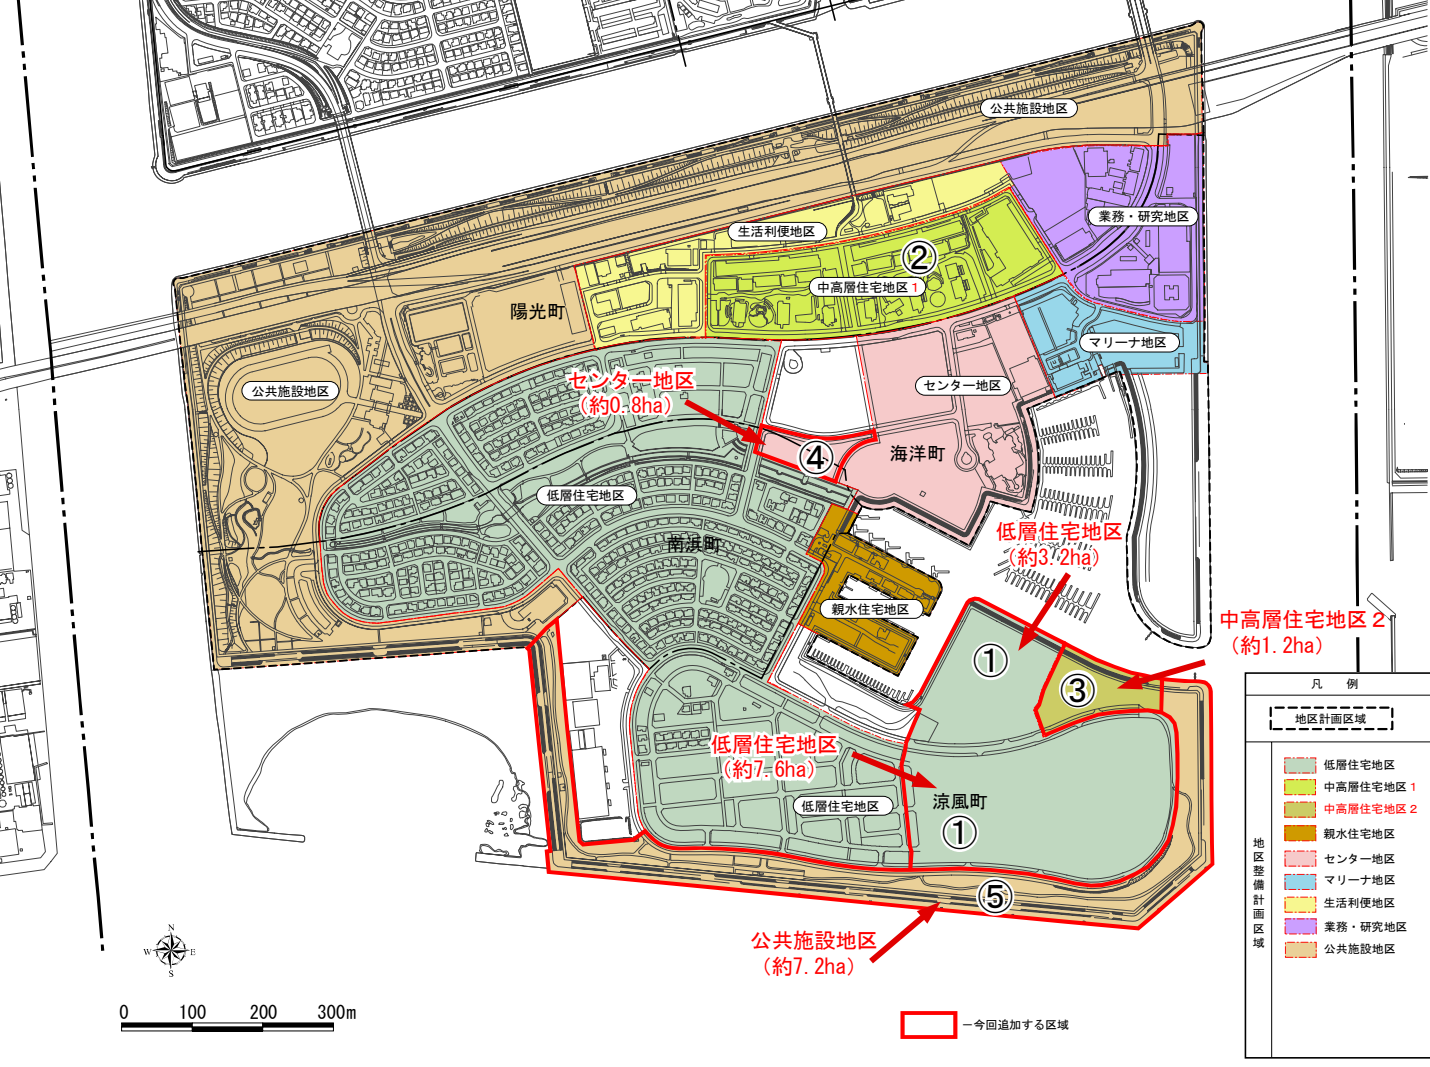 公共施設地区
業務・研究地区
生活利便地区
②
中高層住宅地区1
陽光町
マリーナ地区
公共施設地区
センター地区
(約0.8ha)
センター地区
④
海洋町
低層住宅地区
南浜町
低層住宅地区
(約3.2ha)
親水住宅地区
中高層住宅地区2
(約1.2ha)
①
③
低層住宅地区
(約7.6ha)
低層住宅地区
涼風町
①
⑤
公共施設地区
(約7.2ha)
凡 例
地区計画区域
地区整備計画区域
低層住宅地区
中高層住宅地区1
中高層住宅地区2
親水住宅地区
センター地区
マリーナ地区
生活利便地区
業務・研究地区
公共施設地区
N
W E
S
0 100 200 300m
—今回追加する区域